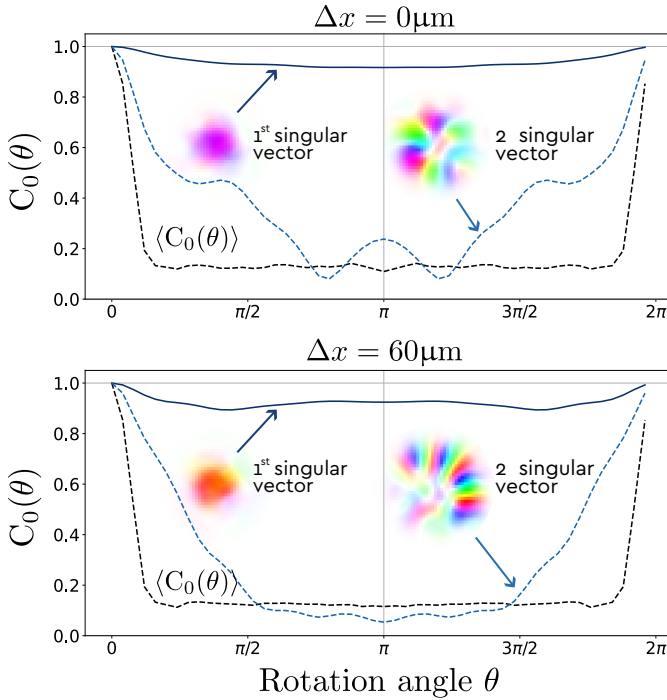 Δx = 0μm
C₀(θ)
1.0
0.8
0.6
0.4
0.2
0.0
1ˢᵗ singular
vector
2 singular
vector
⟨C₀(θ)⟩
0
π/2
π
3π/2
2π
Δx = 60μm
C₀(θ)
1.0
0.8
0.6
0.4
0.2
0.0
1ˢᵗ singular
vector
2 singular
vector
⟨C₀(θ)⟩
0
π/2
π
3π/2
2π
Rotation angle θ